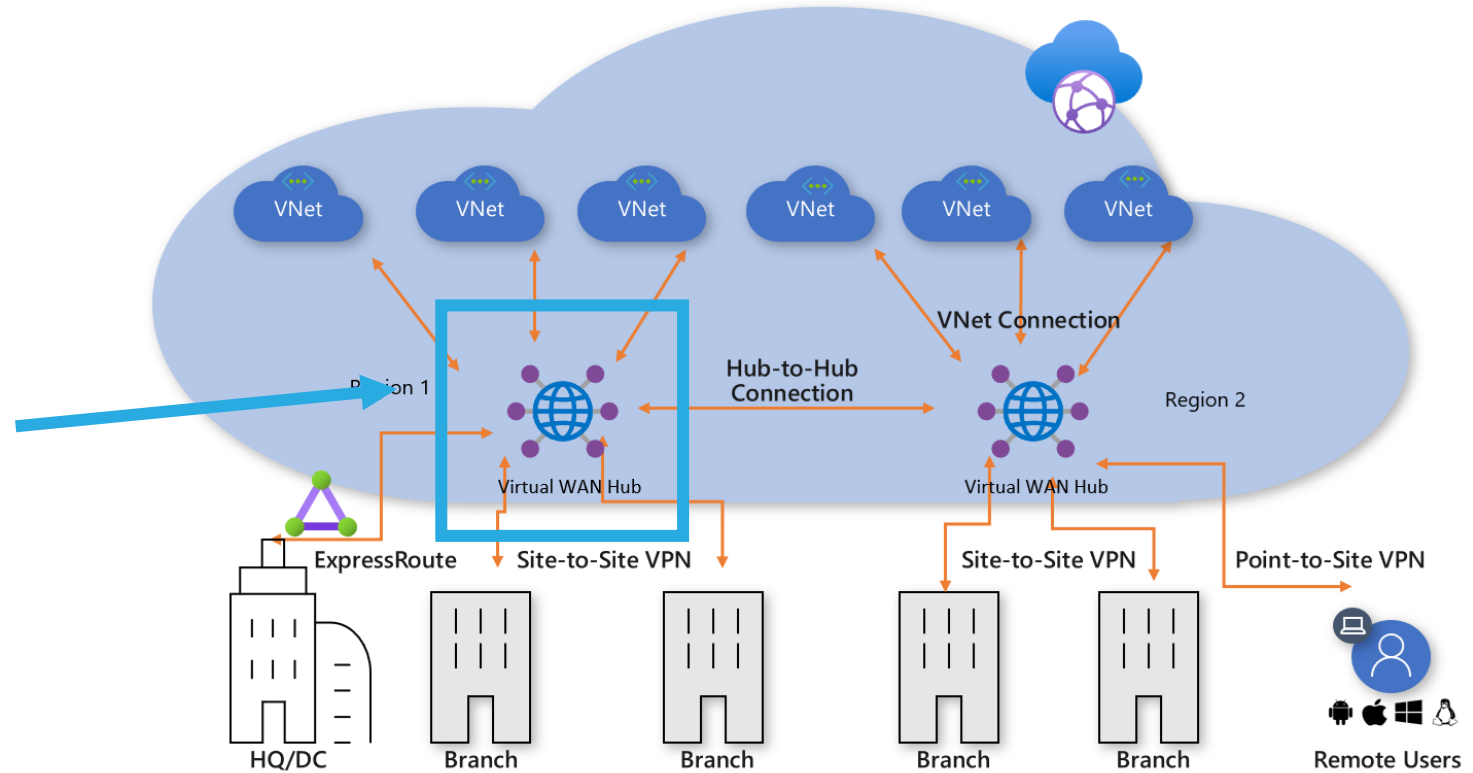 VNet
VNet
VNet
VNet
VNet
VNet
VNet Connection
Hub-to-Hub
Connection
Region 1
Region 2
Virtual WAN Hub
Virtual WAN Hub
ExpressRoute
Site-to-Site VPN
Site-to-Site VPN
Point-to-Site VPN
HQ/DC
Branch
Branch
Branch
Branch
Remote Users